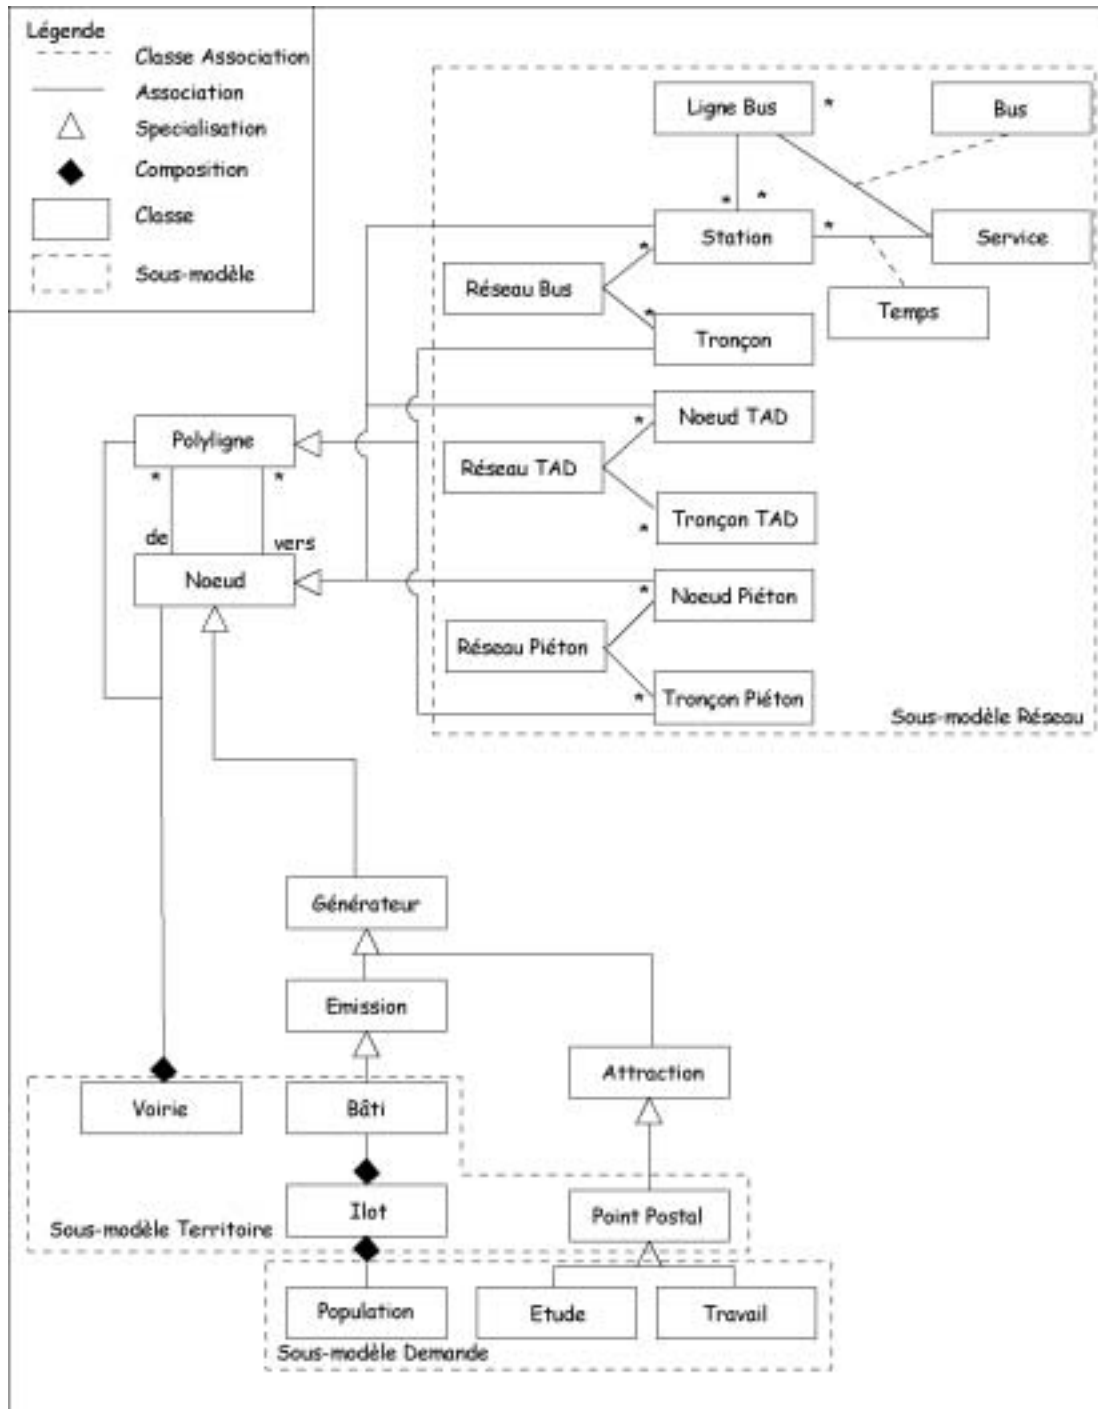 Légende
Classe Association
Association
Specialisation
Composition
Classe
Sous-modèle
Ligne Bus
*
Bus
*
*
Station
*
Service
*
Réseau Bus
Temps
*
Tronçon
Noeud TAD
*
Polyligne
Réseau TAD
*
*
Tronçon TAD
*
de
vers
Noeud
Noeud Piéton
*
Réseau Piéton
Tronçon Piéton
*
Sous-modèle Réseau
Générateur
Emission
Attraction
Voirie
Bâti
Ilot
Point Postal
Sous-modèle Territoire
Population
Etude
Travail
Sous-modèle Demande